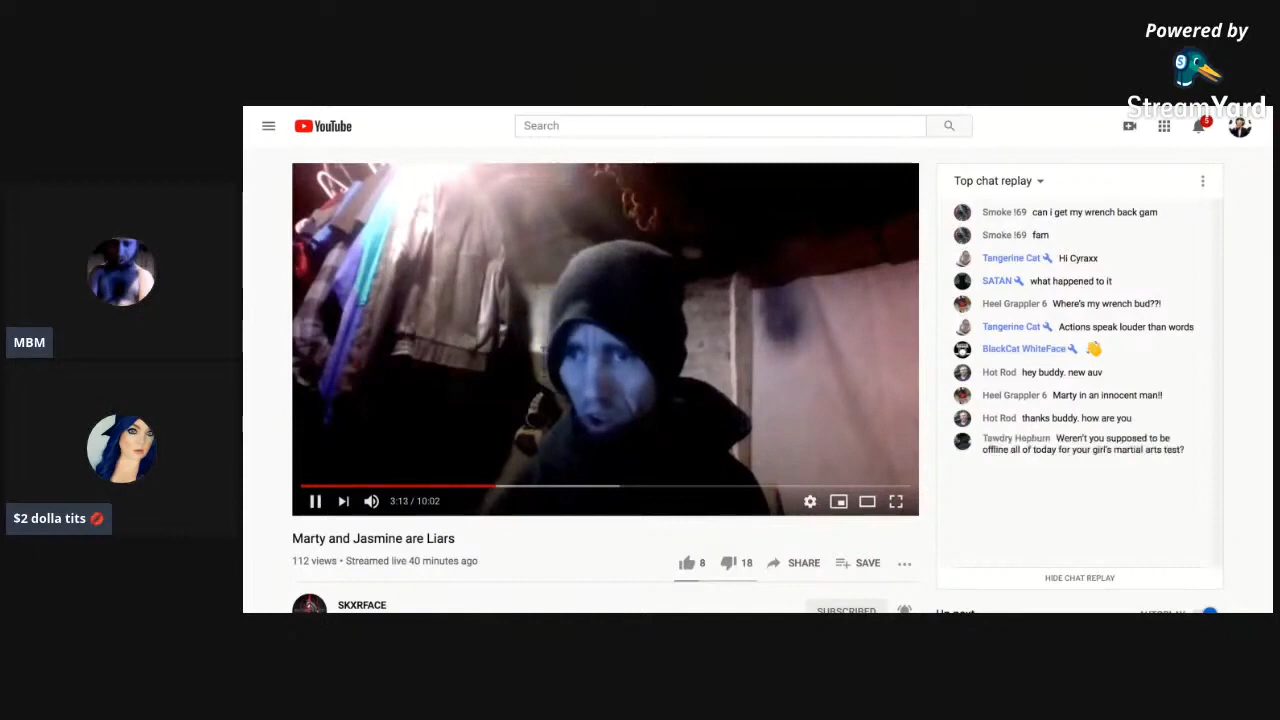 Powered by
StreamYard
YouTube
Search
5
Top chat replay
Smoke !69 can i get my wrench back gam
Smoke !69 fam
Tangerine Cat Hi Cyraxx
SATAN what happened to it
Heel Grappler 6 Where's my wrench bud??!
Tangerine Cat Actions speak louder than words
BlackCat WhiteFace
Hot Rod hey buddy. new auv
Heel Grappler 6 Marty in an innocent man!!
Hot Rod thanks buddy. how are you
Tawdry Hepburn Weren't you supposed to be
offline all of today for your girl's martial arts test?
HIDE CHAT REPLAY
MBM
$2 dolla tits
3:13 / 10:02
Marty and Jasmine are Liars
112 views • Streamed live 40 minutes ago
8
18
SHARE
SAVE
SKXRFACE
SUBSCRIBED
Up next
AUTOPLAY